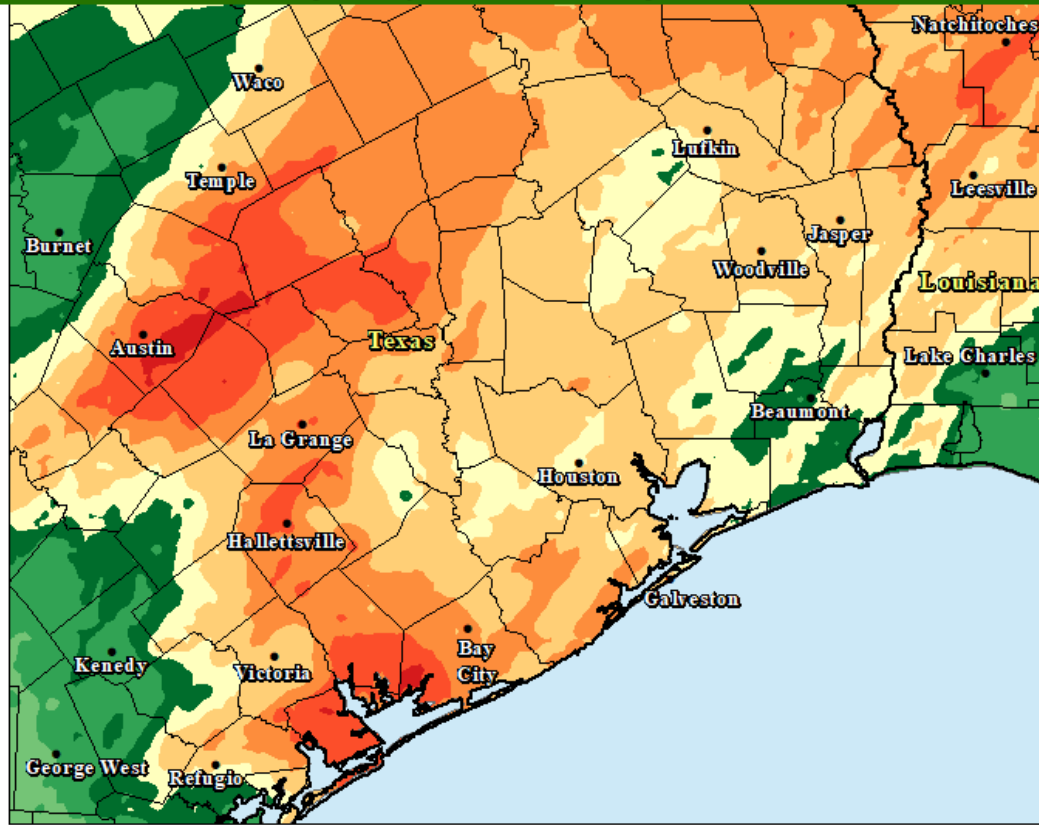 Natchitoches
Waco
Lufkin
Temple
Leesville
Jasper
Burnet
Woodville
Louisiana
Texas
Austin
Lake Charles
Beaumont
La Grange
Houston
Hallettsville
Galveston
Bay
City
Kenedy
Victoria
George West
Refugio